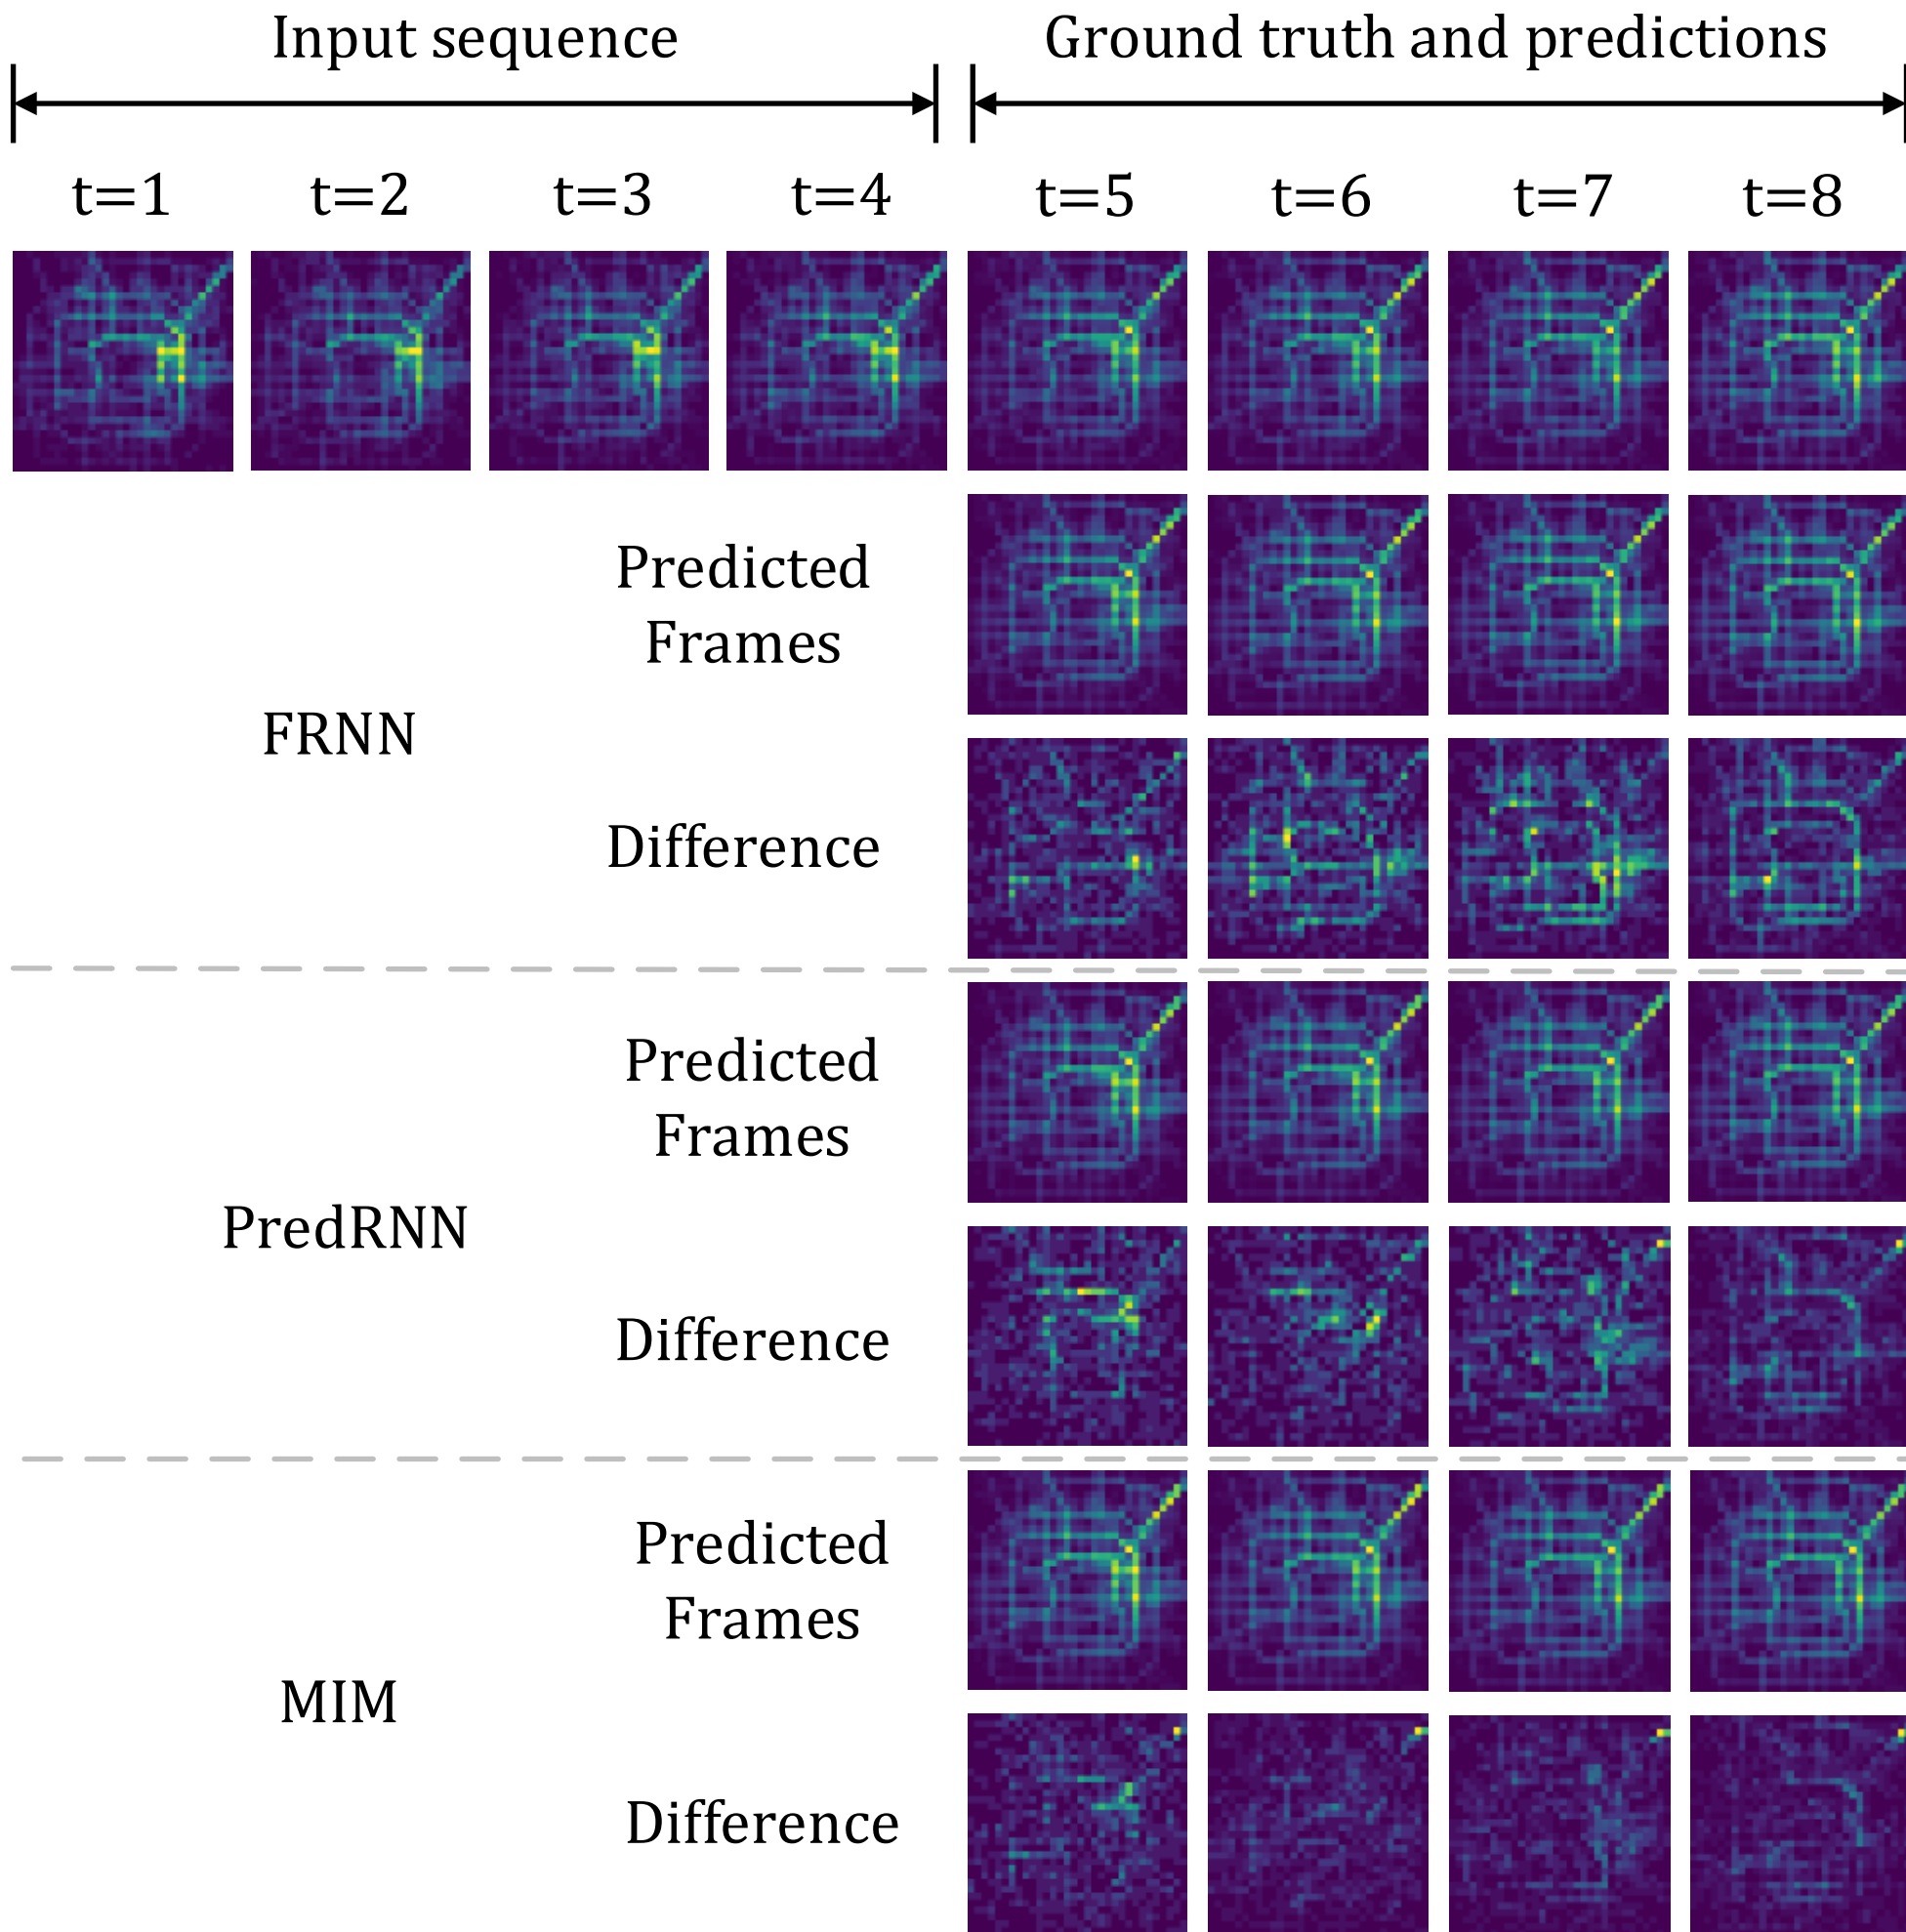 Input sequence
Ground truth and predictions
t=1
t=2
t=3
t=4
t=5
t=6
t=7
t=8
FRNN
Predicted
Frames
Difference
PredRNN
Predicted
Frames
Difference
MIM
Predicted
Frames
Difference